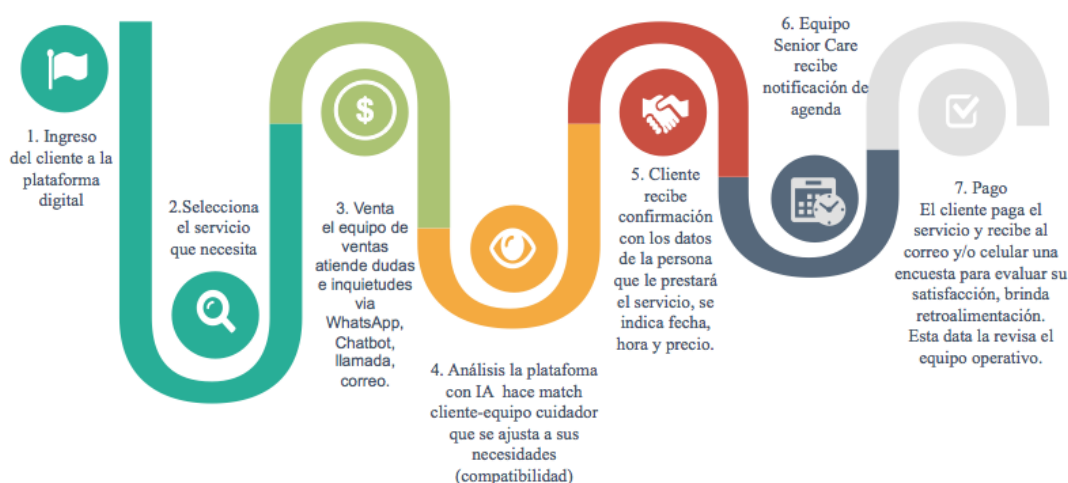 1. Ingreso
del cliente a la
plataforma
digital
2.Selecciona
el servicio
que necesita
$
3. Venta
el equipo de
ventas
atiende dudas
e inquietudes
via
WhatsApp,
Chatbot,
llamada,
correo.
4. Análisis la platafoma
con IA hace match
cliente-equipo cuidador
que se ajusta a sus
necesidades
(compatibilidad)
5. Cliente
recibe
confirmación
con los datos
de la persona
que le prestará
el servicio, se
indica fecha,
hora y precio.
6. Equipo
Senior Care
recibe
notificación de
agenda
7. Pago
El cliente paga el
servicio y recibe al
correo y/o celular una
encuesta para evaluar su
satisfacción, brinda
retroalimentación.
Esta data la revisa el
equipo operativo.